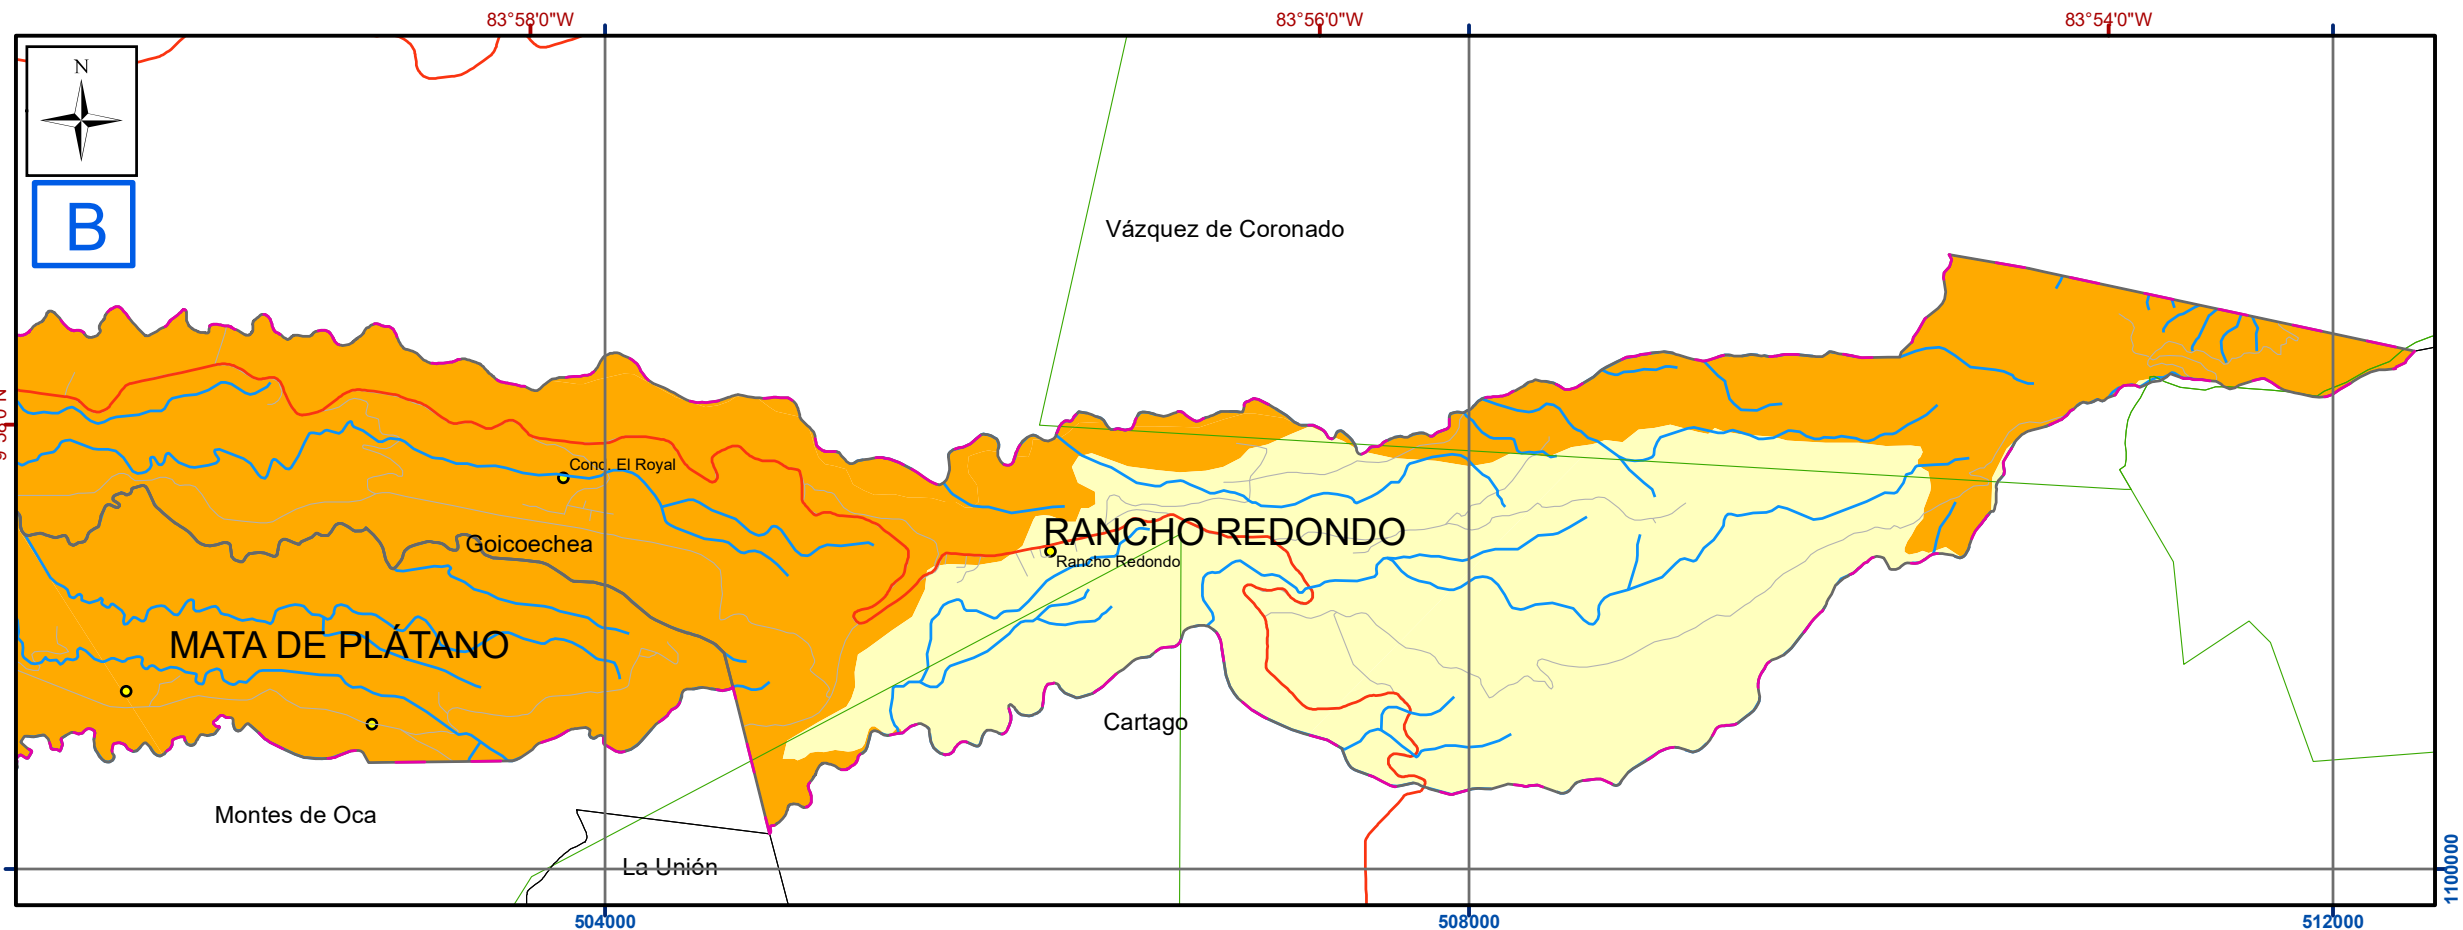 83°58'0"W 83°56'0"W 83°54'0"W
N
B
Vázquez de Coronado
Cond. El Royal
RANCHO REDONDO
Goicoechea
Rancho Redondo
MATA DE PLÁTANO
Cartago
Montes de Oca
La Unión
1100000
504000 508000 512000